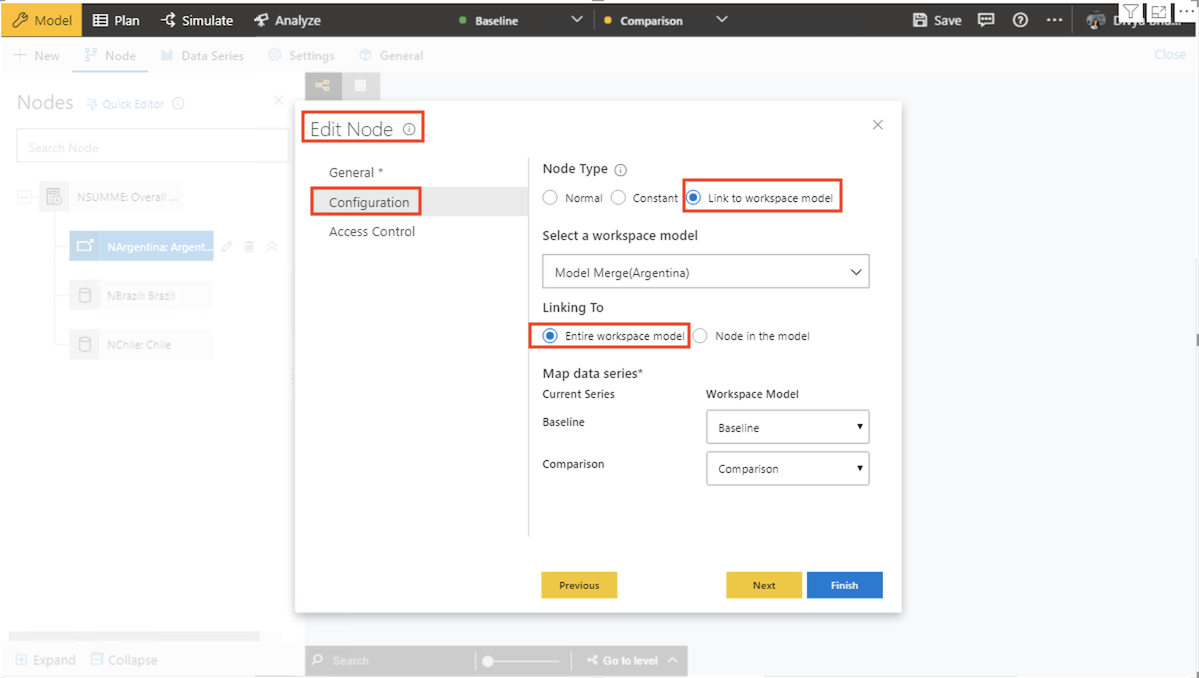 Model Plan Simulate Analyze Baseline Comparison Save
New Node Data Series Settings General Close
Nodes Quick Editor
Search Node
NSUMME: Overall ...
NArgentina: Argent...
NBrazil: Brazil
NChile: Chile
Expand Collapse
Edit Node
General *
Configuration
Access Control
Node Type
Normal Constant Link to workspace model
Select a workspace model
Model Merge(Argentina)
Linking To
Entire workspace model Node in the model
Map data series*
Current Series Workspace Model
Baseline Baseline
Comparison Comparison
Previous Next Finish
Search Go to level